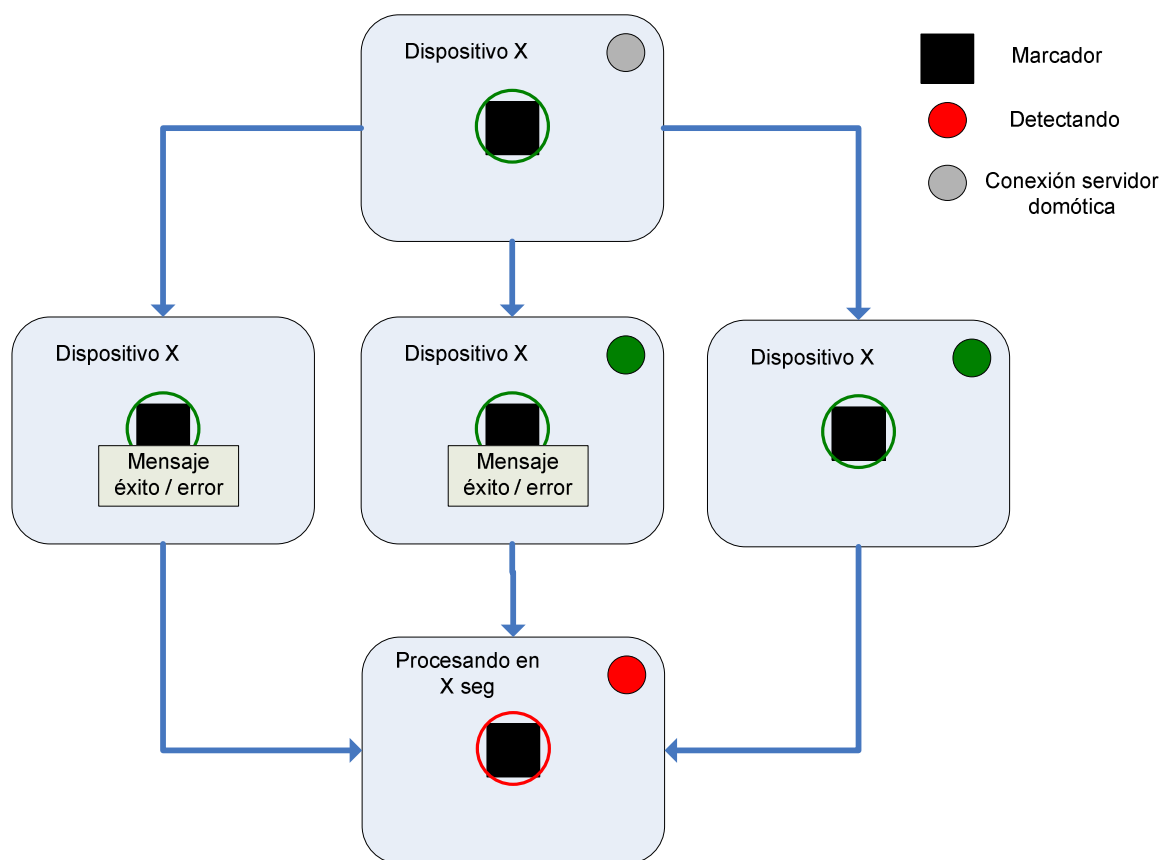 Dispositivo X
Marcador
Detectando
Conexión servidor
domótica
Dispositivo X
Mensaje
éxito / error
Dispositivo X
Mensaje
éxito / error
Dispositivo X
Procesando en
X seg